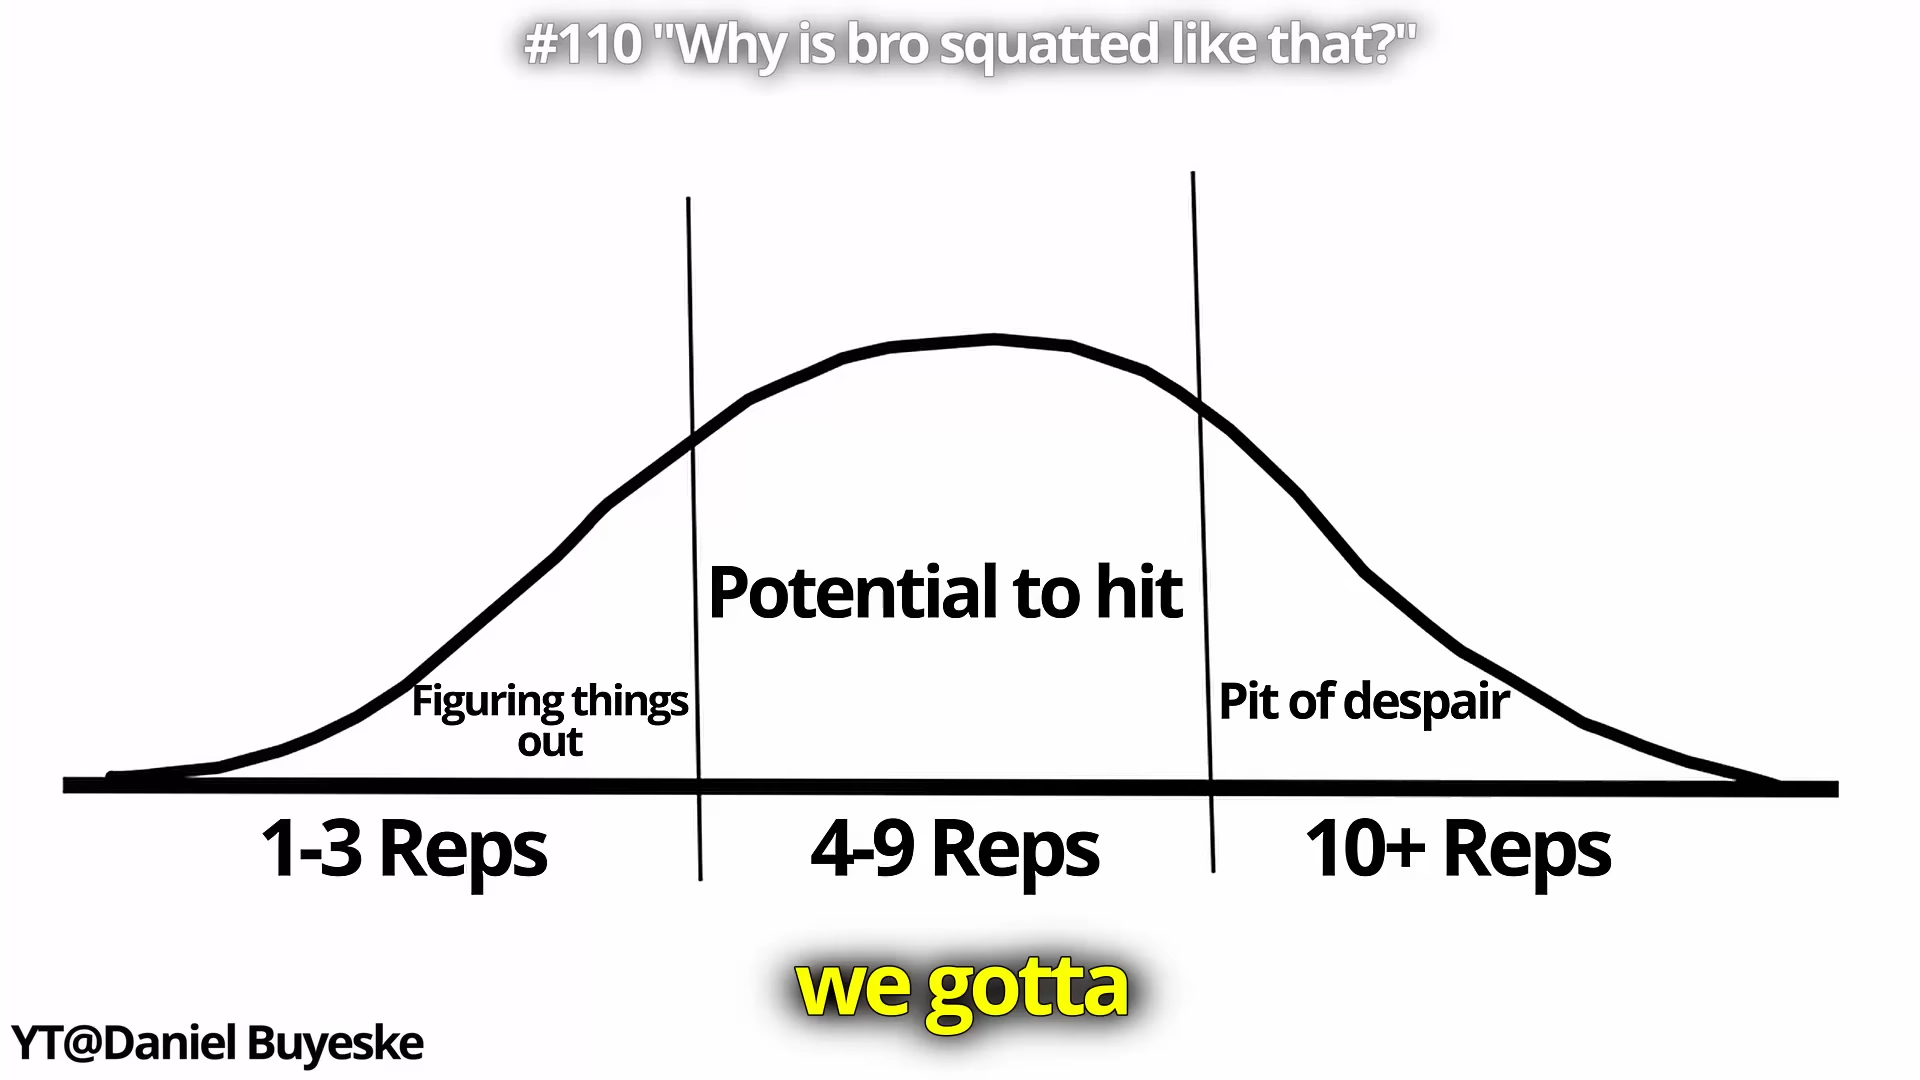 #110 "Why is bro squatted like that?"
Potential to hit
Figuring things
out
Pit of despair
1-3 Reps
4-9 Reps
10+ Reps
we gotta
YT@Daniel Buyeske